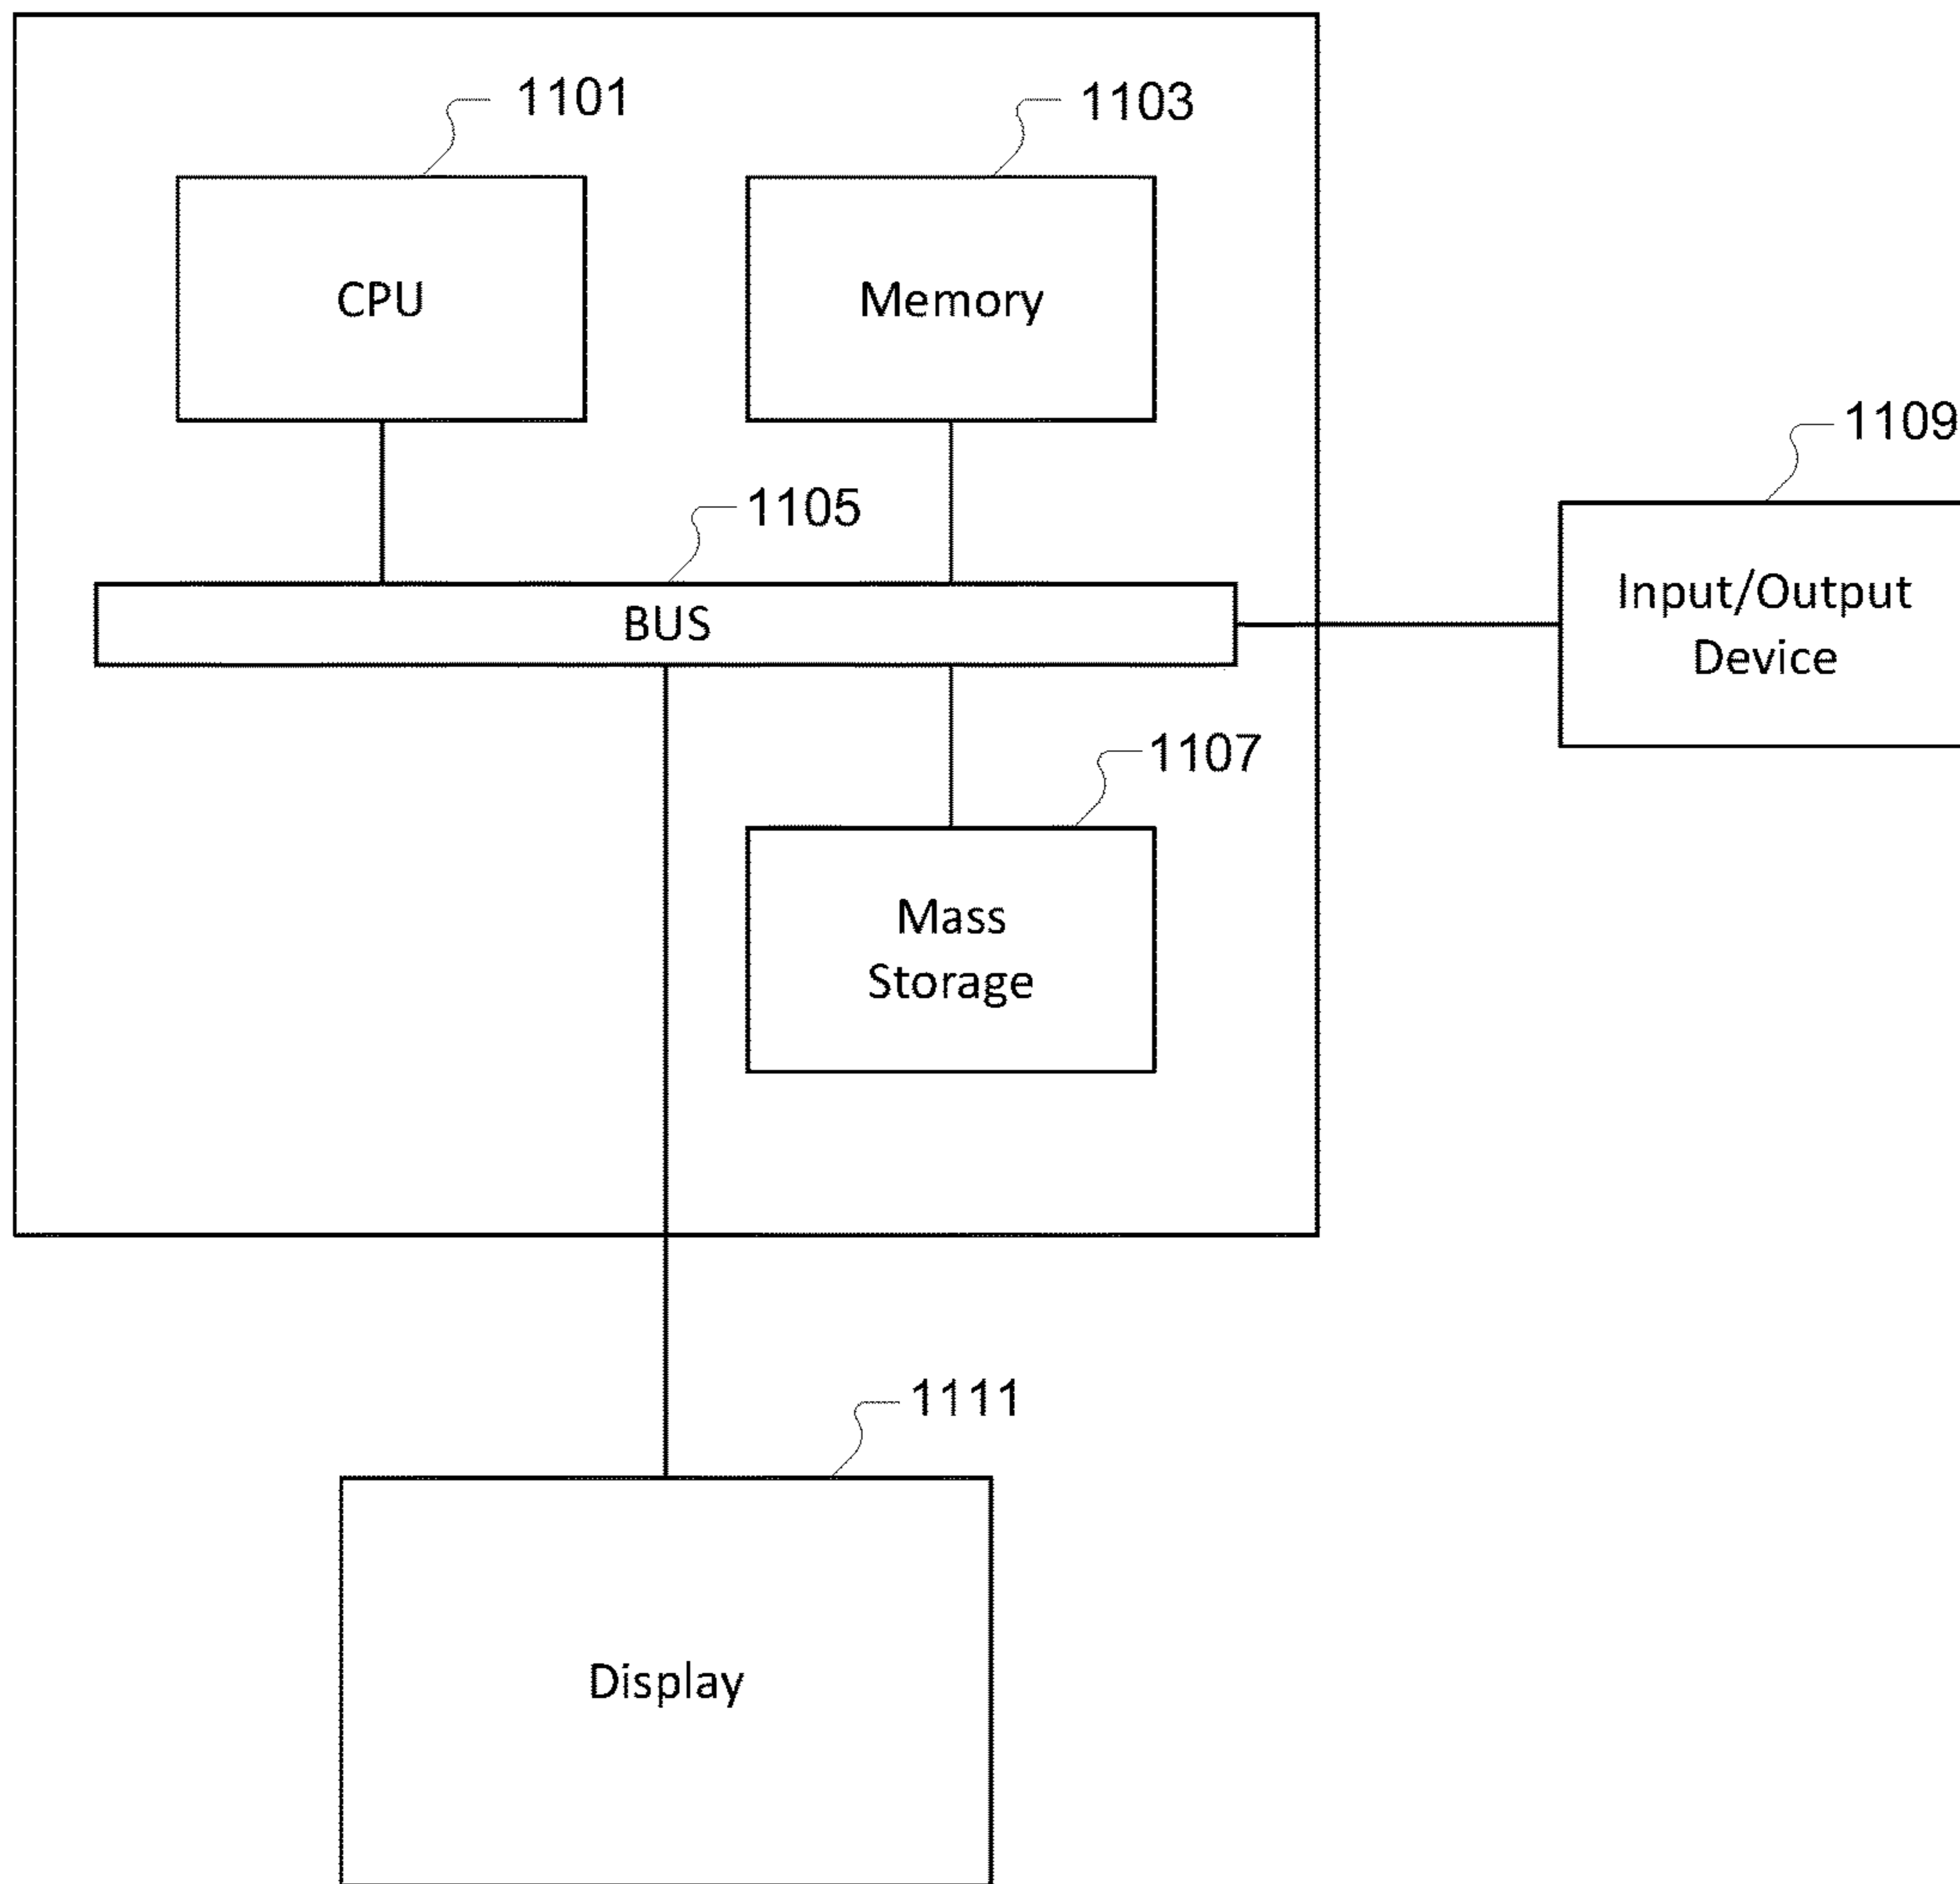 1101
1103
CPU
Memory
1109
1105
Input/Output
Device
BUS
1107
Mass
Storage
1111
Display